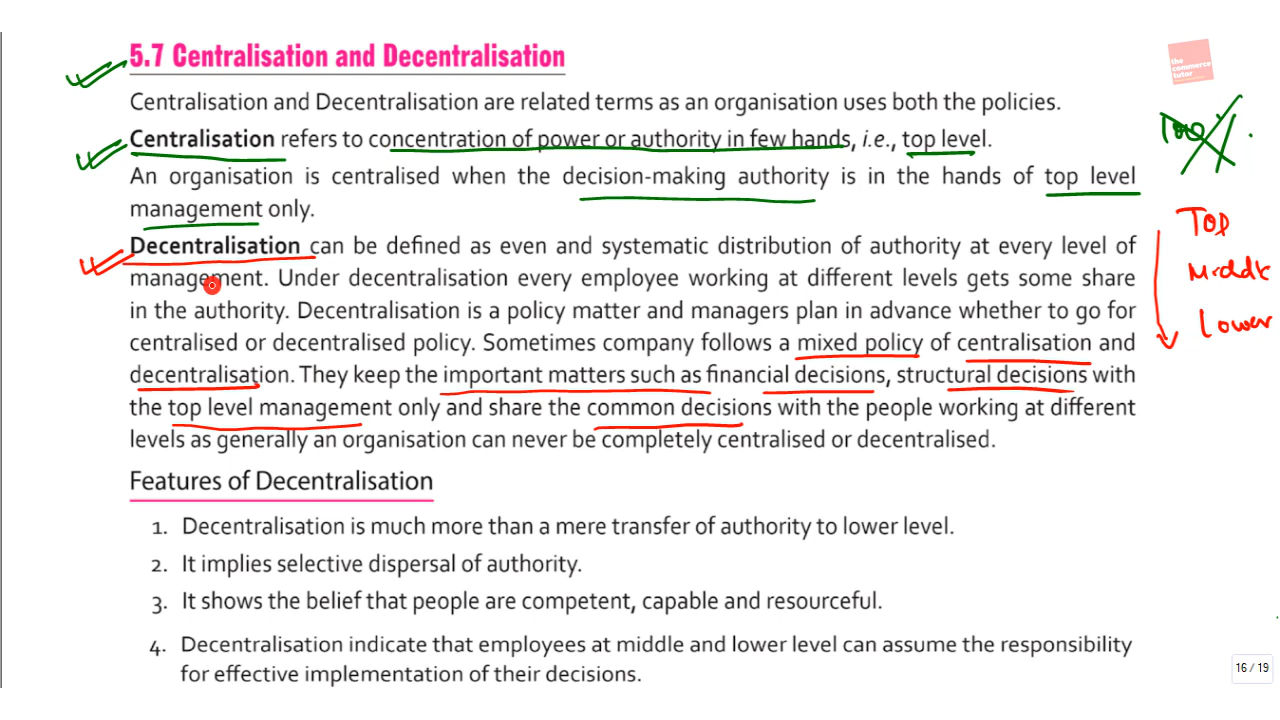 5.7 Centralisation and Decentralisation
the
commerce
tutor
Centralisation and Decentralisation are related terms as an organisation uses both the policies.
Centralisation refers to concentration of power or authority in few hands, i.e., top level.
An organisation is centralised when the decision-making authority is in the hands of top level
management only.
Top
Decentralisation can be defined as even and systematic distribution of authority at every level of
management. Under decentralisation every employee working at different levels gets some share
Middle
in the authority. Decentralisation is a policy matter and managers plan in advance whether to go for
Lower
centralised or decentralised policy. Sometimes company follows a mixed policy of centralisation and
decentralisation. They keep the important matters such as financial decisions, structural decisions with
the top level management only and share the common decisions with the people working at different
levels as generally an organisation can never be completely centralised or decentralised.
Features of Decentralisation
1. Decentralisation is much more than a mere transfer of authority to lower level.
2. It implies selective dispersal of authority.
3. It shows the belief that people are competent, capable and resourceful.
4. Decentralisation indicate that employees at middle and lower level can assume the responsibility
for effective implementation of their decisions.
16 / 19